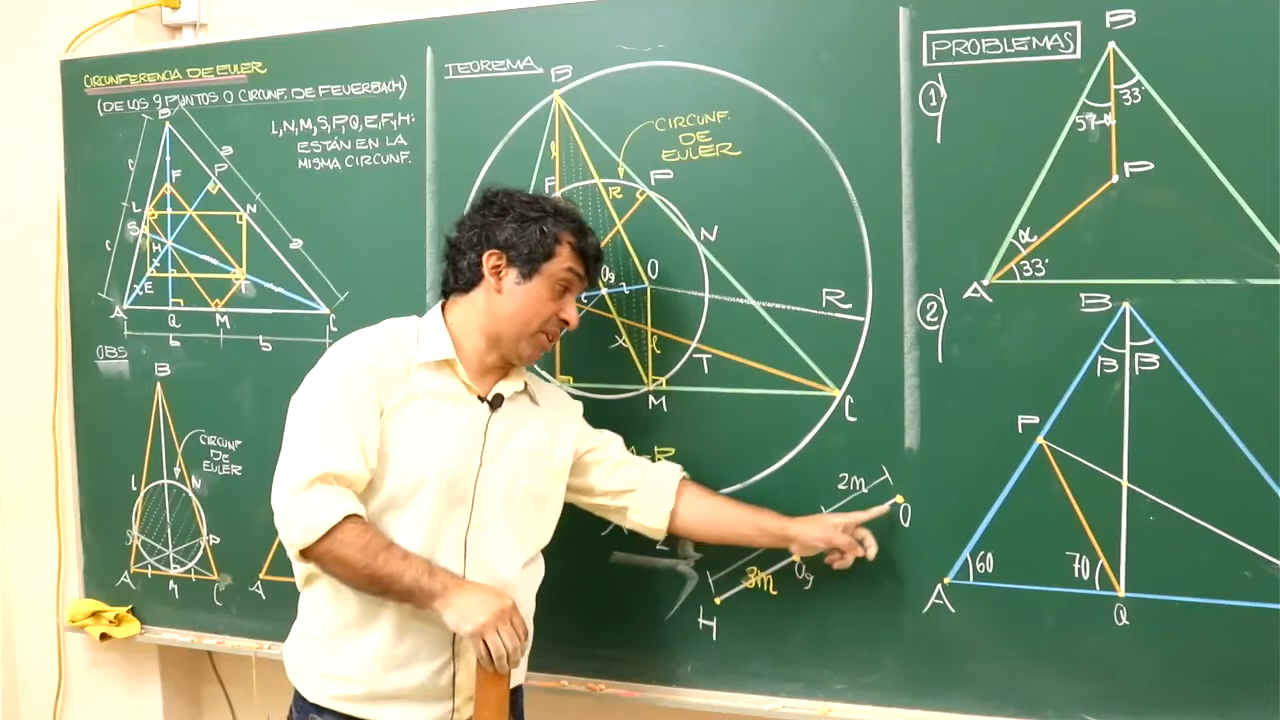 CIRCUNFERENCIA DE EULER
(DE LOS 9 PUNTOS O CIRCUNF. DE FEUERBACH)
L,N,M,S,P,Q,E,F y H:
ESTÁN EN LA
MISMA CIRCUNF.
B
c
a
F
P
L
N
S
c
H
a
x
E
T
A
Q
M
C
b
b
OBS
B
CIRCUNF
DE
EULER
L
N
S
P
A
M
C
A
TEOREMA
B
CIRCUNF.
DE
EULER
l
F
R
P
N
O
R
x
l
T
M
C
2m
O
3m
H
PROBLEMAS
1)
B
33°
57-α
P
α
33°
A
2)
B
β
β
P
60
70
A
Q